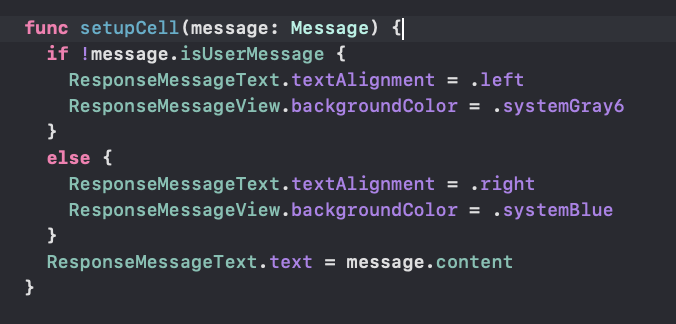 func setupCell(message: Message) {
if !message.isUserMessage {
ResponseMessageText.textAlignment = .left
ResponseMessageView.backgroundColor = .systemGray6
}
else {
ResponseMessageText.textAlignment = .right
ResponseMessageView.backgroundColor = .systemBlue
}
ResponseMessageText.text = message.content
}